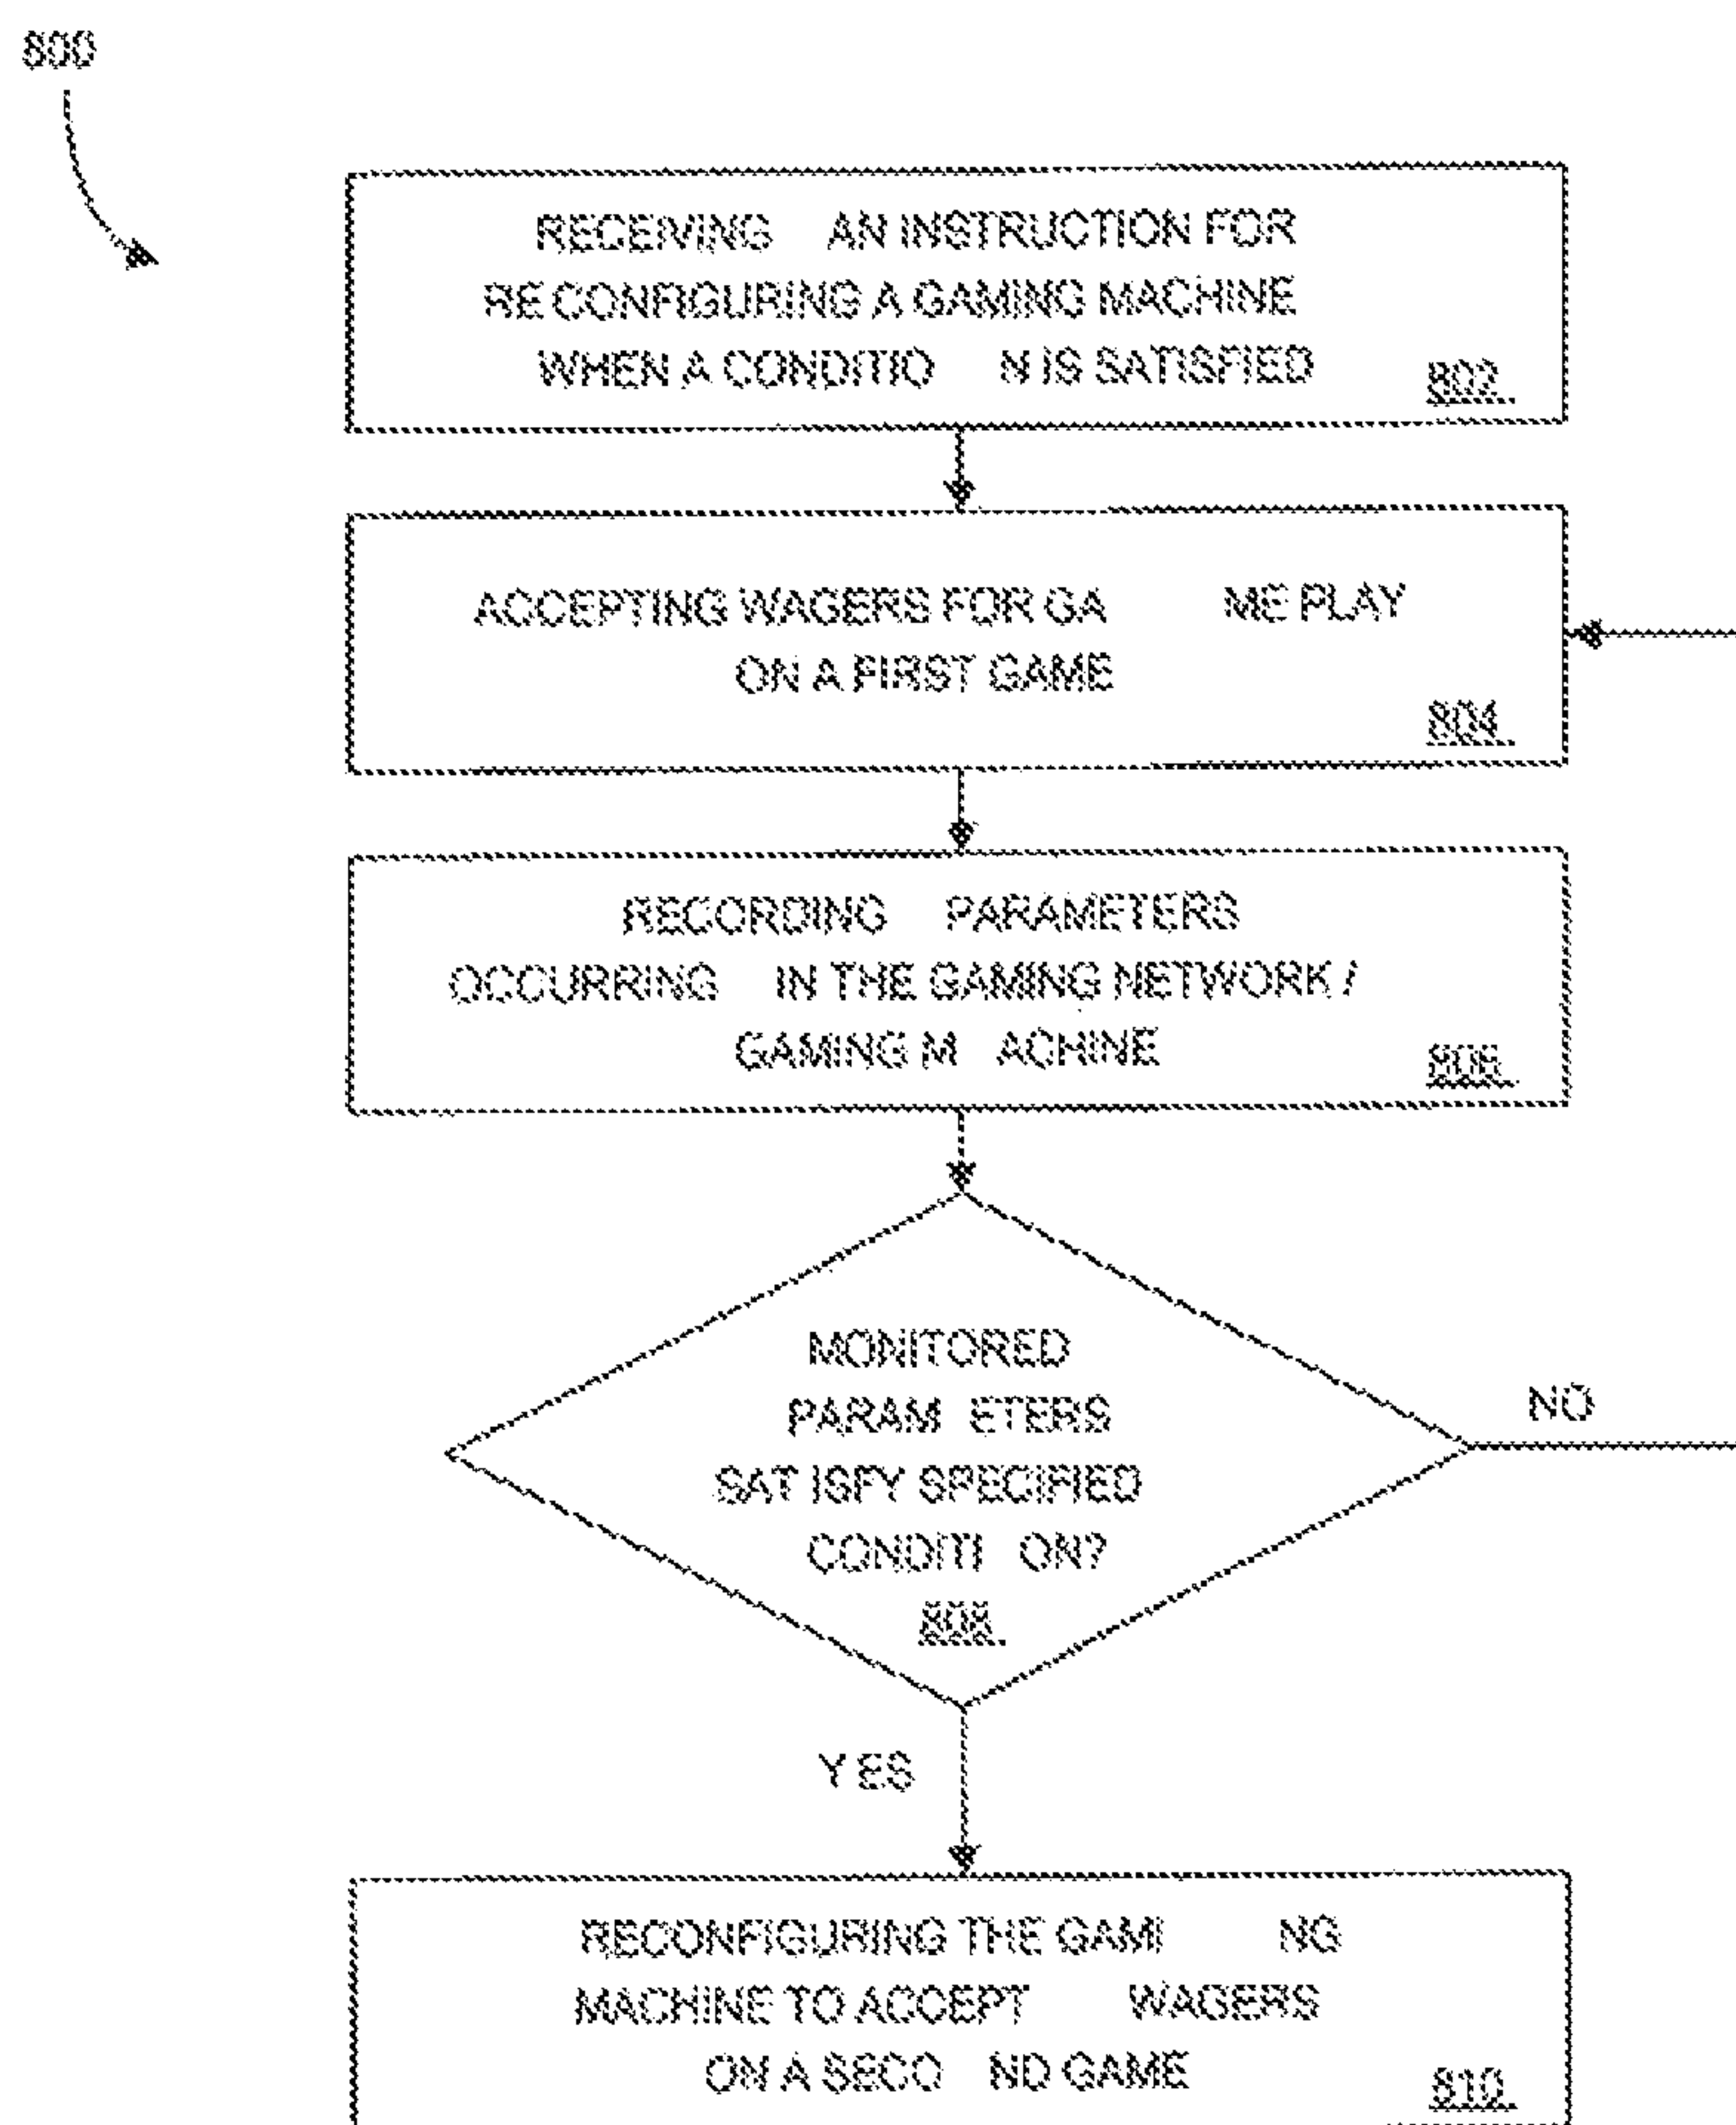 800
RECEIVING AN INSTRUCTION FOR
RE CONFIGURING A GAMING MACHINE
WHEN A CONDITIO N IS SATISFIED
802
ACCEPTING WAGERS FOR GA ME PLAY
ON A FIRST GAME
804
RECORDING PARAMETERS
OCCURRING IN THE GAMING NETWORK /
GAMING M ACHINE
806
MONITORED
PARAM ETERS
SAT ISFY SPECIFIED
CONDITI ON?
808
NO
YES
RECONFIGURING THE GAMI NG
MACHINE TO ACCEPT WAGERS
ON A SECO ND GAME
810